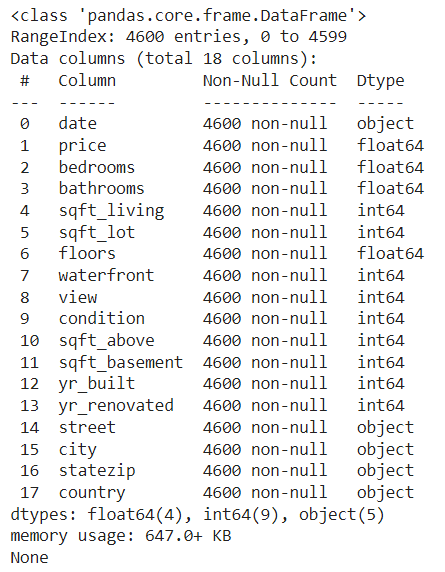 <class 'pandas.core.frame.DataFrame'>
RangeIndex: 4600 entries, 0 to 4599
Data columns (total 18 columns):
 #   Column         Non-Null Count  Dtype
---  ------         --------------  -----
 0   date           4600 non-null   object
 1   price          4600 non-null   float64
 2   bedrooms       4600 non-null   float64
 3   bathrooms      4600 non-null   float64
 4   sqft_living    4600 non-null   int64
 5   sqft_lot       4600 non-null   int64
 6   floors         4600 non-null   float64
 7   waterfront     4600 non-null   int64
 8   view           4600 non-null   int64
 9   condition      4600 non-null   int64
 10  sqft_above     4600 non-null   int64
 11  sqft_basement  4600 non-null   int64
 12  yr_built       4600 non-null   int64
 13  yr_renovated   4600 non-null   int64
 14  street         4600 non-null   object
 15  city           4600 non-null   object
 16  statezip       4600 non-null   object
 17  country        4600 non-null   object
dtypes: float64(4), int64(9), object(5)
memory usage: 647.0+ KB
None